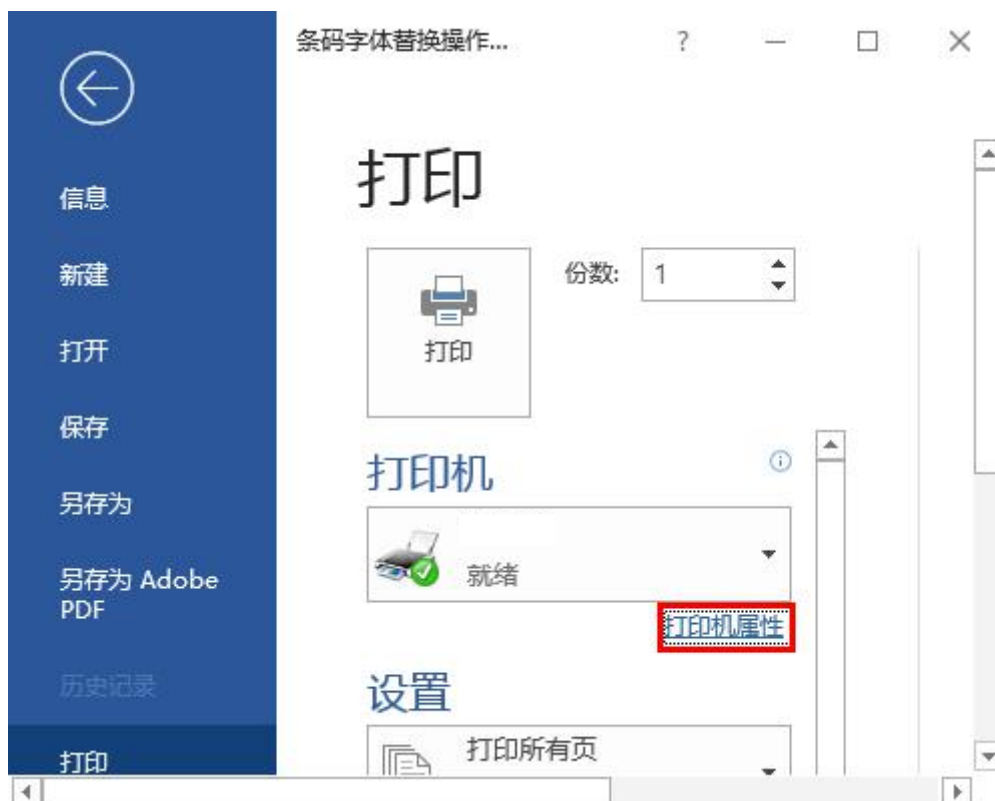 条码字体替换操作...
?
信息
新建
打开
保存
另存为
另存为 Adobe
PDF
历史记录
打印
打印
份数: 1
打印
打印机
就绪
打印机属性
设置
打印所有页